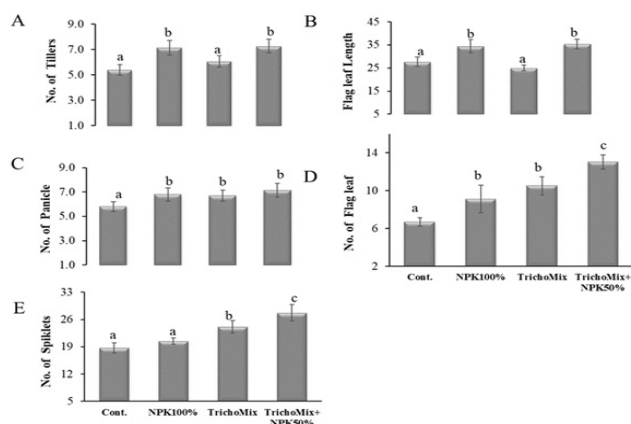 A
No. of Tillers
9.0
7.0
5.0
3.0
1.0
a
b
a
b
B
Flag leaf Length
45
35
25
15
5
a
b
a
b
C
No. of Panicle
9.0
7.0
5.0
3.0
1.0
a
b
b
b
D
No. of Flag leaf
14
10
6
2
a
b
b
c
Cont.
NPK100%
TrichoMix
TrichoMix+
NPK50%
E
No. of Spiklets
33
26
19
12
5
a
a
b
c
Cont.
NPK100%
TrichoMix
TrichoMix+
NPK50%